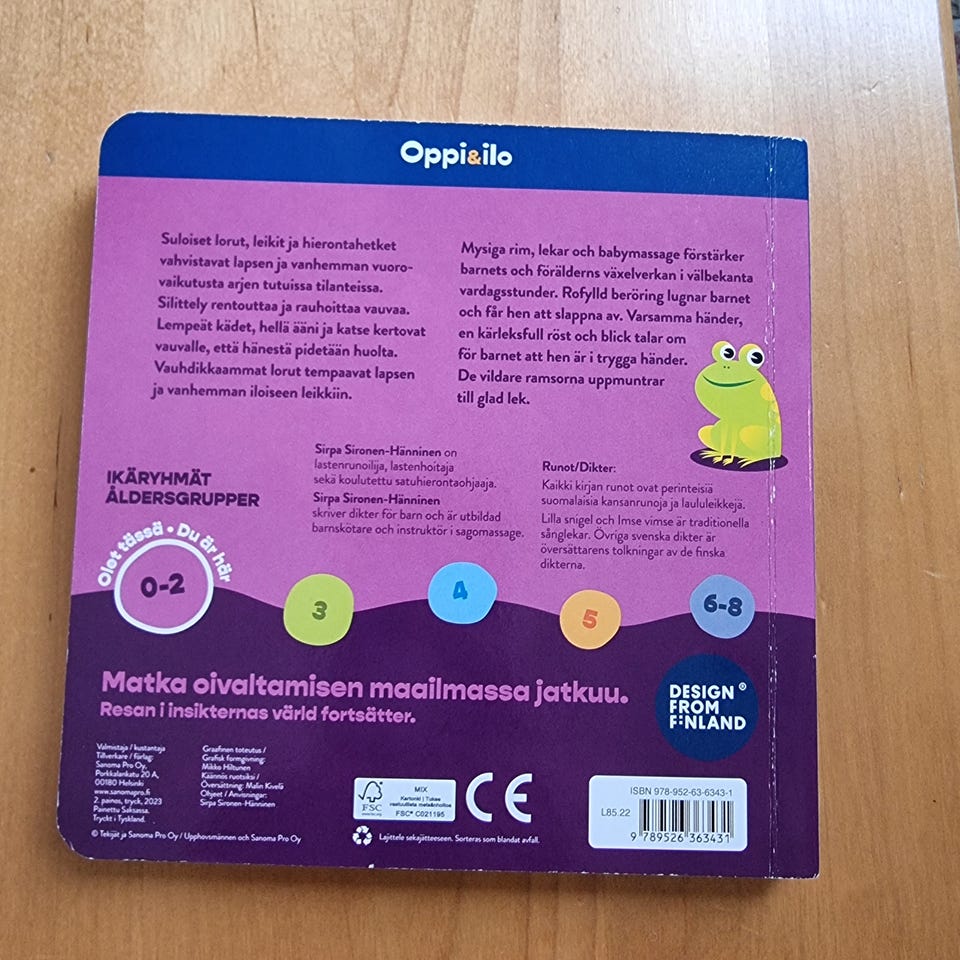 Oppi&ilo
Suloiset lorut, leikit ja hierontahetket
vahvistavat lapsen ja vanhemman vuoro-
vaikutusta arjen tutuissa tilanteissa.
Silittely rentouttaa ja rauhoittaa vauvaa.
Lempeät kädet, hellä ääni ja katse kertovat
vauvalle, että hänestä pidetään huolta.
Vauhdikkaammat lorut tempaavat lapsen
ja vanhemman iloiseen leikkiin.
Mysiga rim, lekar och babymassage förstärker
barnets och förälderns växelverkan i välbekanta
vardagsstunder. Rofylld beröring lugnar barnet
och får hen att slappna av. Varsamma händer,
en kärleksfull röst och blick talar om
för barnet att hen är i trygga händer.
De vildare ramsorna uppmuntrar
till glad lek.
IKÄRYHMÄT
ÅLDERSGRUPPER
Sirpa Sironen-Hänninen on
lastenrunoilija, lastenhoitaja
sekä koulutettu satuhierontaohjaaja.
Sirpa Sironen-Hänninen
skriver dikter för barn och är utbildad
barnskötare och instruktör i sagomassage.
Runot/Dikter:
Kaikki kirjan runot ovat perinteisiä
suomalaisia kansanrunoja ja laululeikkejä.
Lilla snigel och Imse vimse är traditionella
sånglekar. Övriga svenska dikter är
översättarens tolkningar av de finska
dikterna.
Olet tässä • Du är här
0-2
3
4
5
6-8
Matka oivaltamisen maailmassa jatkuu.
Resan i insikternas värld fortsätter.
DESIGN ®
FROM
FINLAND
Valmistaja / kustantaja
Tillverkare / förlag:
Sanoma Pro Oy,
Porkkalankatu 20 A,
00180 Helsinki
www.sanomapro.fi
2. painos, tryck, 2023
Painettu Saksassa.
Tryckt i Tyskland.
Graafinen toteutus /
Grafisk formgivning:
Mikko Hiltunen
Käännös ruotsiksi /
Översättning: Malin Kivelä
Ohjeet / Anvisningar:
Sirpa Sironen-Hänninen
© Tekijät ja Sanoma Pro Oy / Upphovsmännen och Sanoma Pro Oy
FSC
www.fsc.org
MIX
Kartonki | Tukee
vastuullista metsänhoitoa
FSC® C021195
CE
Lajittele sekajätteeseen. Sorteras som blandat avfall.
ISBN 978-952-63-6343-1
L85.22
9 789526 363431